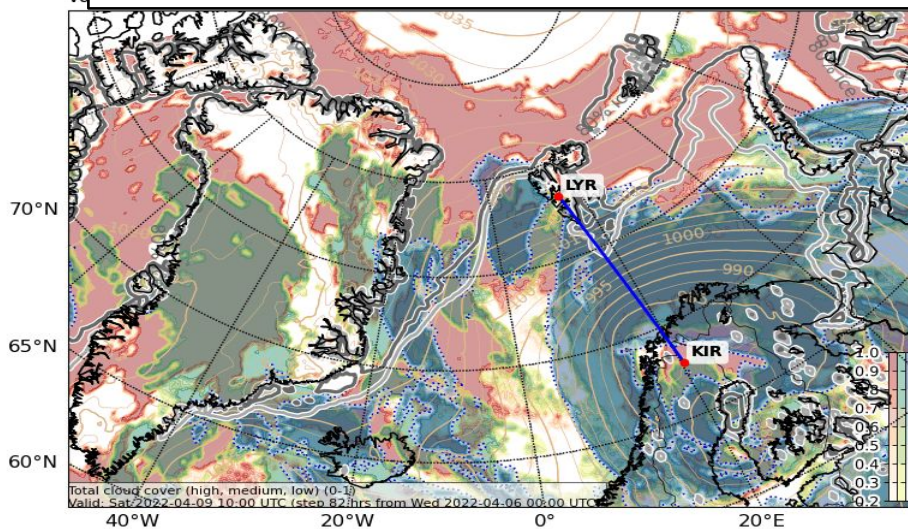 1035
1030
LYR
70°N
1000
990
995
65°N
KIR
1.0
0.9
0.8
0.7
0.6
0.5
0.4
0.3
0.2
60°N
Total cloud cover (high, medium, low) (0-1)
Valid: Sat 2022-04-09 10:00 UTC (step 82 hrs from Wed 2022-04-06 00:00 UTC
40°W 20°W 0° 20°E